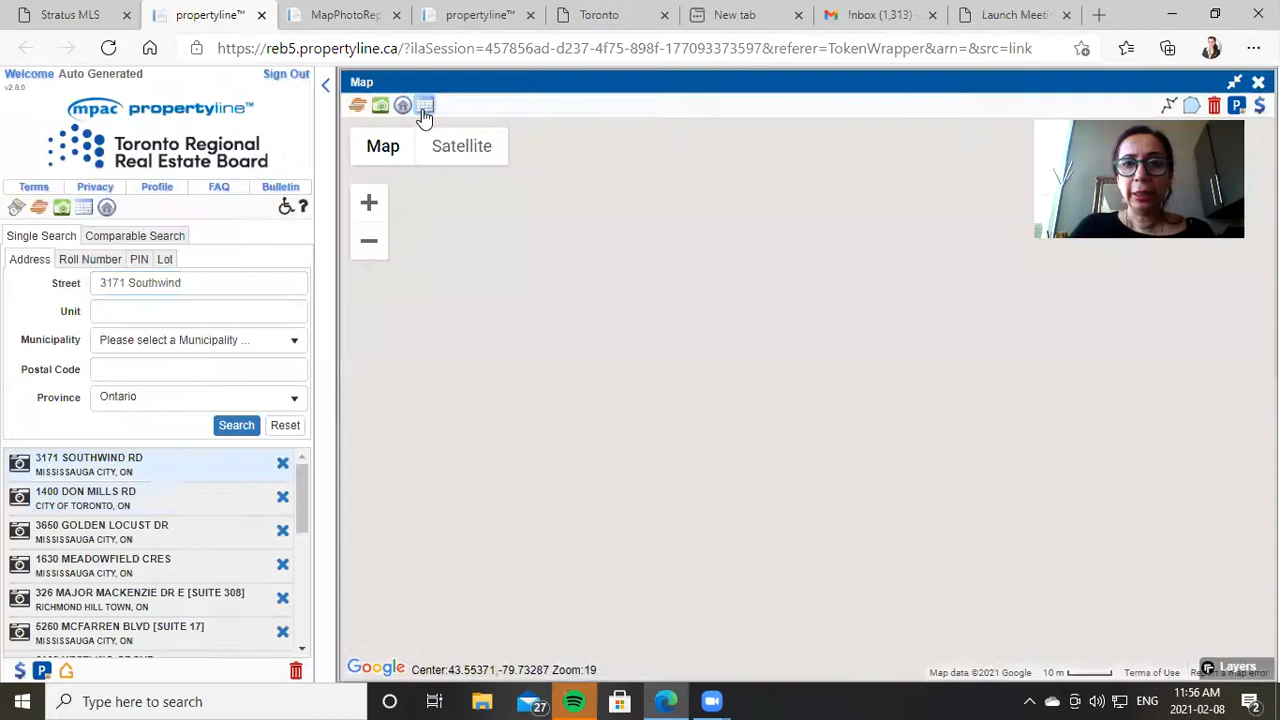 Stratus MLS
propertyline™
MapPhotoRep
propertyline™
Toronto
New tab
Inbox (1,313)
Launch Meeti
https://reb5.propertyline.ca/?ilaSession=457856ad-d237-4f75-898f-177093373597&referer=TokenWrapper&arn=&src=link
Welcome Auto Generated
Sign Out
v2.8.0
mpac propertyline™
Toronto Regional
Real Estate Board
Terms
Privacy
Profile
FAQ
Bulletin
Single Search
Comparable Search
Address
Roll Number
PIN
Lot
Street
3171 Southwind
Unit
Municipality
Please select a Municipality ...
Postal Code
Province
Ontario
Search
Reset
3171 SOUTHWIND RD
MISSISSAUGA CITY, ON
1400 DON MILLS RD
CITY OF TORONTO, ON
3650 GOLDEN LOCUST DR
MISSISSAUGA CITY, ON
1630 MEADOWFIELD CRES
MISSISSAUGA CITY, ON
326 MAJOR MACKENZIE DR E [SUITE 308]
RICHMOND HILL TOWN, ON
5260 MCFARREN BLVD [SUITE 17]
MISSISSAUGA CITY, ON
Map
Map
Satellite
Google
Center:43.55371,-79.73287 Zoom:19
Map data ©2021 Google
10 m
Terms of Use
Layers
Type here to search
27
ENG
11:56 AM
2021-02-08
2